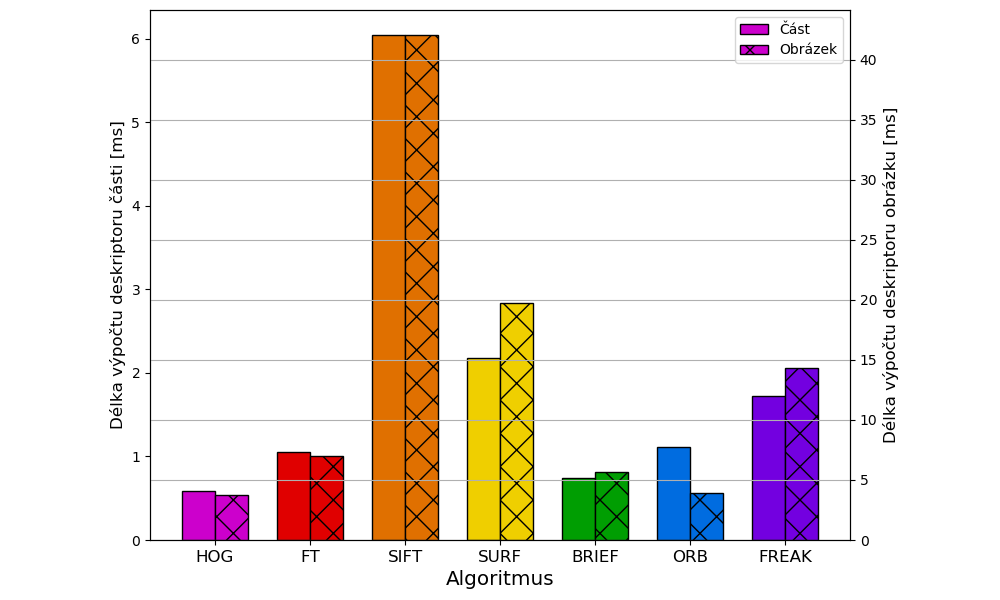 Část
Obrázek
Délka výpočtu deskriptoru části [ms]
6
5
4
3
2
1
0
40
35
30
25
20
15
10
5
0
Délka výpočtu deskriptoru obrázku [ms]
HOG FT SIFT SURF BRIEF ORB FREAK
Algoritmus